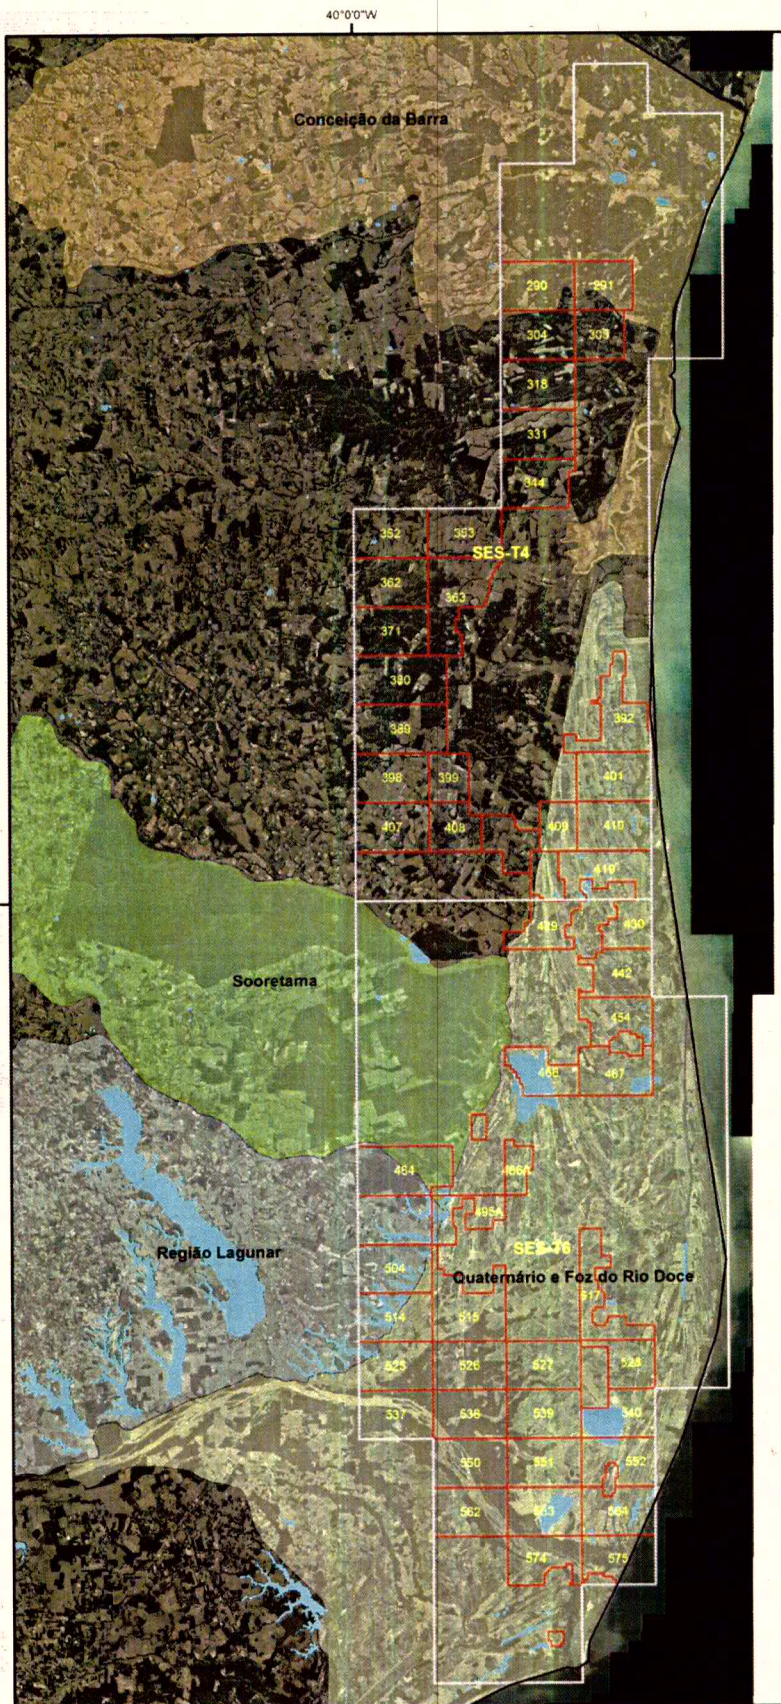 40°0'0"W
Conceição da Barra
290 291
304 305
318
331
344
352 353
SES-T4
362 363
371
380
389 392
398 399 401
407 408 409 410
419
429 430
442
Sooretama 454
466 467
484 486A
495A
Região Lagunar SES-T6
504
Quaternário e Foz do Rio Doce
517
514 515
525 526 527 528
537 538 539 540
550 551 552
562 563 564
574 575